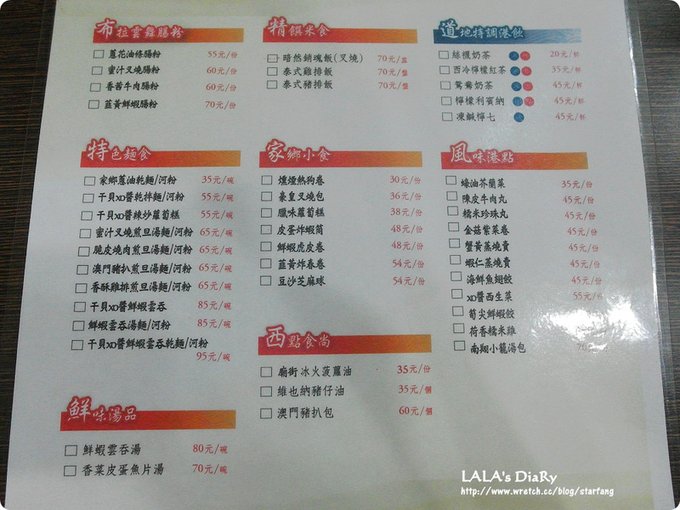 布拉雲雞腸粉
蔥花油條腸粉 55元/份
蜜汁叉燒腸粉 60元/份
香茜牛肉腸粉 60元/份
韮黃鮮蝦腸粉 70元/份
精饌米食
暗然銷魂飯(叉燒) 70元/盅
泰式雞排飯 70元/盤
泰式豬排飯 70元/盤
道地特調港飲
絲襪奶茶 20元/杯
西冷檸檬紅茶 35元/杯
鴛鴦奶茶 45元/杯
檸檬利賓納 45元/杯
凍鹹檸七 45元/杯
特色麵食
家鄉蔥油乾麵/河粉 35元/碗
干貝XO醬乾拌麵/河粉 55元/碗
干貝XO醬辣炒蘿蔔糕 55元/碗
蜜汁叉燒煎旦湯麵/河粉 65元/碗
脆皮燒肉煎旦湯麵/河粉 65元/碗
澳門豬扒煎旦湯麵/河粉 65元/碗
香酥雞排煎旦湯麵/河粉 65元/碗
干貝XO醬鮮蝦雲吞 85元/碗
鮮蝦雲吞湯麵/河粉 85元/碗
干貝XO醬鮮蝦雲吞乾麵/河粉
95元/碗
家鄉小食
燻燻熱狗卷 30元/份
豪皇叉燒包 36元/份
臘味蘿蔔糕 38元/份
皮蛋炸蝦筒 48元/份
鮮蝦虎皮卷 48元/份
韮黃炸春卷 54元/份
豆沙芝麻球 54元/份
風味港點
蠔油芥蘭菜 35元/份
陳皮牛肉丸 45元/份
糯米珍珠丸 45元/份
金菇紫菜卷 45元/份
蟹黃蒸燒賣 45元/份
蝦仁蒸燒賣 45元/份
海鮮魚翅餃 45元/份
XO醬西生菜 55元/份
筍尖鮮蝦餃
荷香糯米雞
南翔小籠湯包
西點食尚
廟街冰火菠蘿油 35元/份
維也納豬仔油 35元/個
澳門豬扒包 60元/個
鮮味湯品
鮮蝦雲吞湯 80元/碗
香菜皮蛋魚片湯 70元/碗
LALA's DiaRy
http://www.wretch.cc/blog/starfang